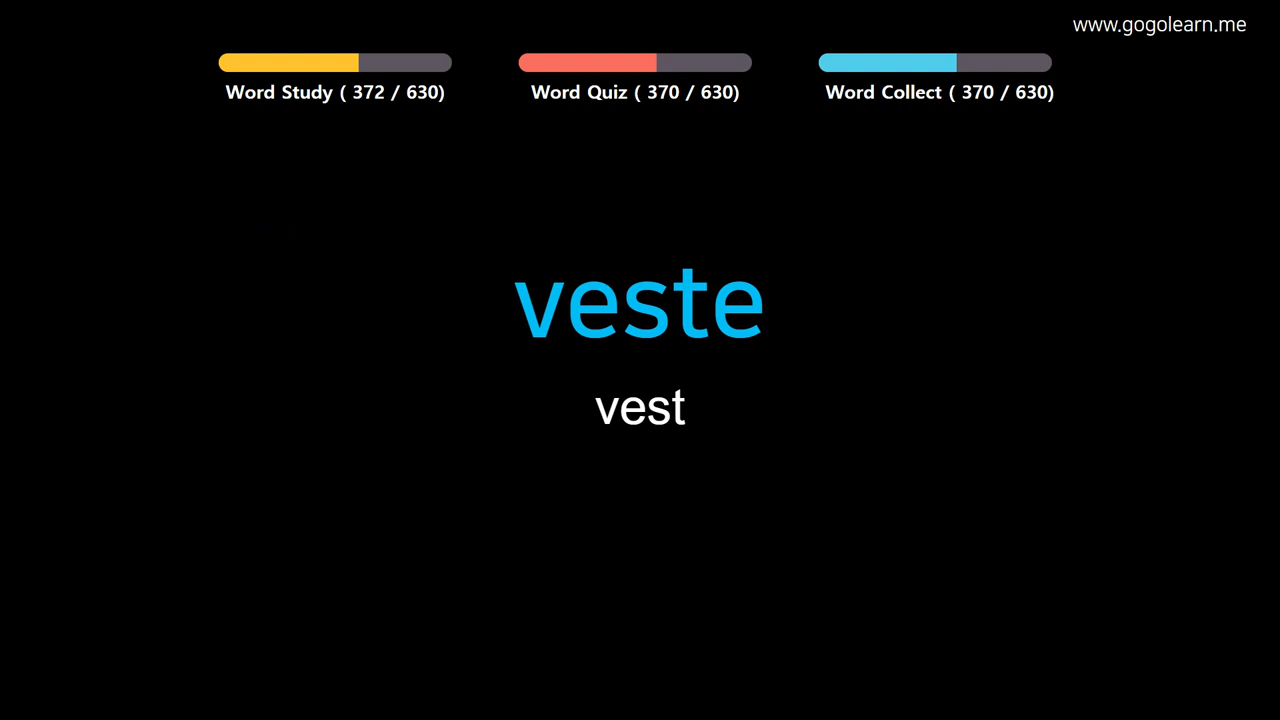 www.gogolearn.me
Word Study ( 372 / 630)
Word Quiz ( 370 / 630)
Word Collect ( 370 / 630)
veste
vest